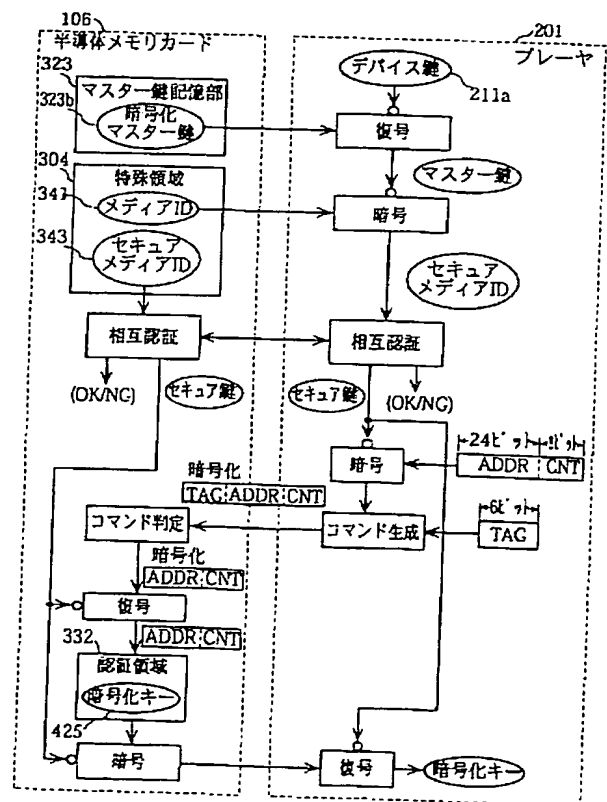 106
半導体メモリカード
201
プレーヤ
323
マスター鍵記憶部
323b
暗号化
マスター鍵
デバイス鍵
211a
復号
マスター鍵
304
特殊領域
341
メディアID
暗号
343
セキュア
メディアID
セキュア
メディアID
相互認証
相互認証
(OK/NG)
セキュア鍵
セキュア鍵
(OK/NG)
24ビット
ビット
暗号
ADDR CNT
暗号化
TAG ADDR CNT
6ビット
コマンド判定
コマンド生成
TAG
暗号化
ADDR CNT
復号
332
ADDR CNT
認証領域
暗号化キー
425
暗号
復号
暗号化キー